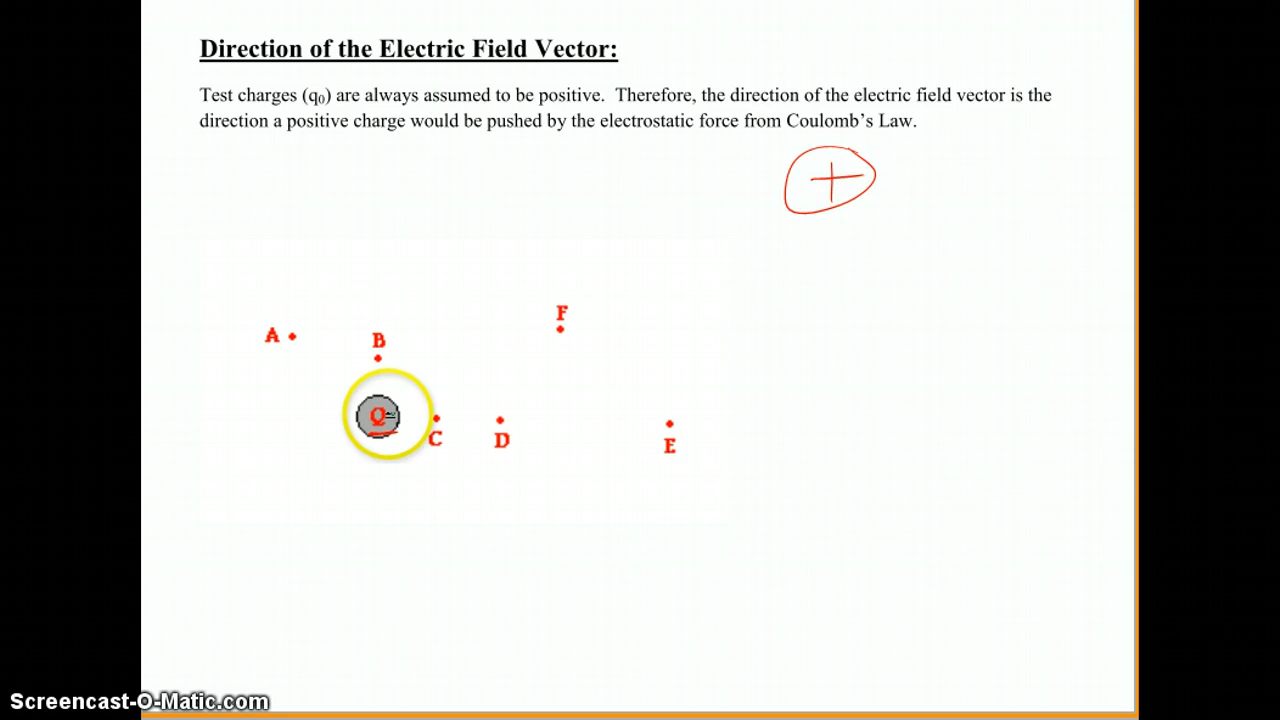 Direction of the Electric Field Vector:
Test charges (q₀) are always assumed to be positive. Therefore, the direction of the electric field vector is the
direction a positive charge would be pushed by the electrostatic force from Coulomb’s Law.
+
F
A
B
Q
C
D
E
Screencast-O-Matic.com